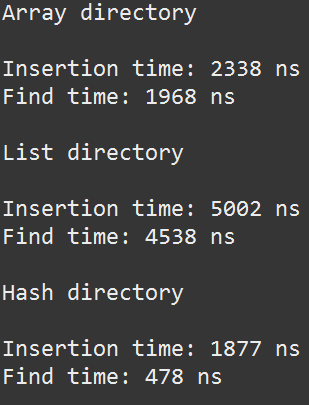 Array directory
Insertion time: 2338 ns
Find time: 1968 ns
List directory
Insertion time: 5002 ns
Find time: 4538 ns
Hash directory
Insertion time: 1877 ns
Find time: 478 ns